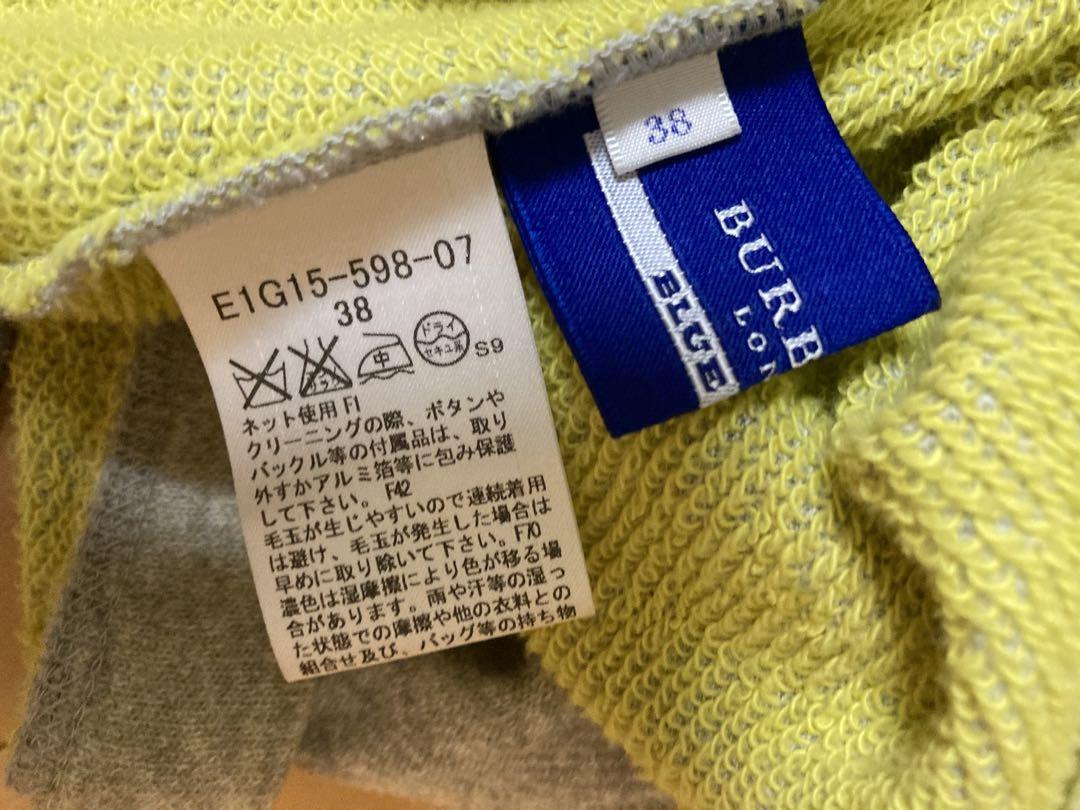 E1G15-598-07
38
中
ドライ
セキユ系
S9
ネット使用 F1
クリーニングの際、ボタンや
バックル等の付属品は、取り
外すかアルミ箔等に包み保護
して下さい。F42
毛玉が生じやすいので連続着用
は避け、毛玉が発生した場合は
早めに取り除いて下さい。F70
濃色は湿摩擦により色が移る場
合があります。雨や汗等の湿っ
た状態での摩擦や他の衣料との
組合せ及び、バッグ等の持ち物
38
BURB
LON
BLUE